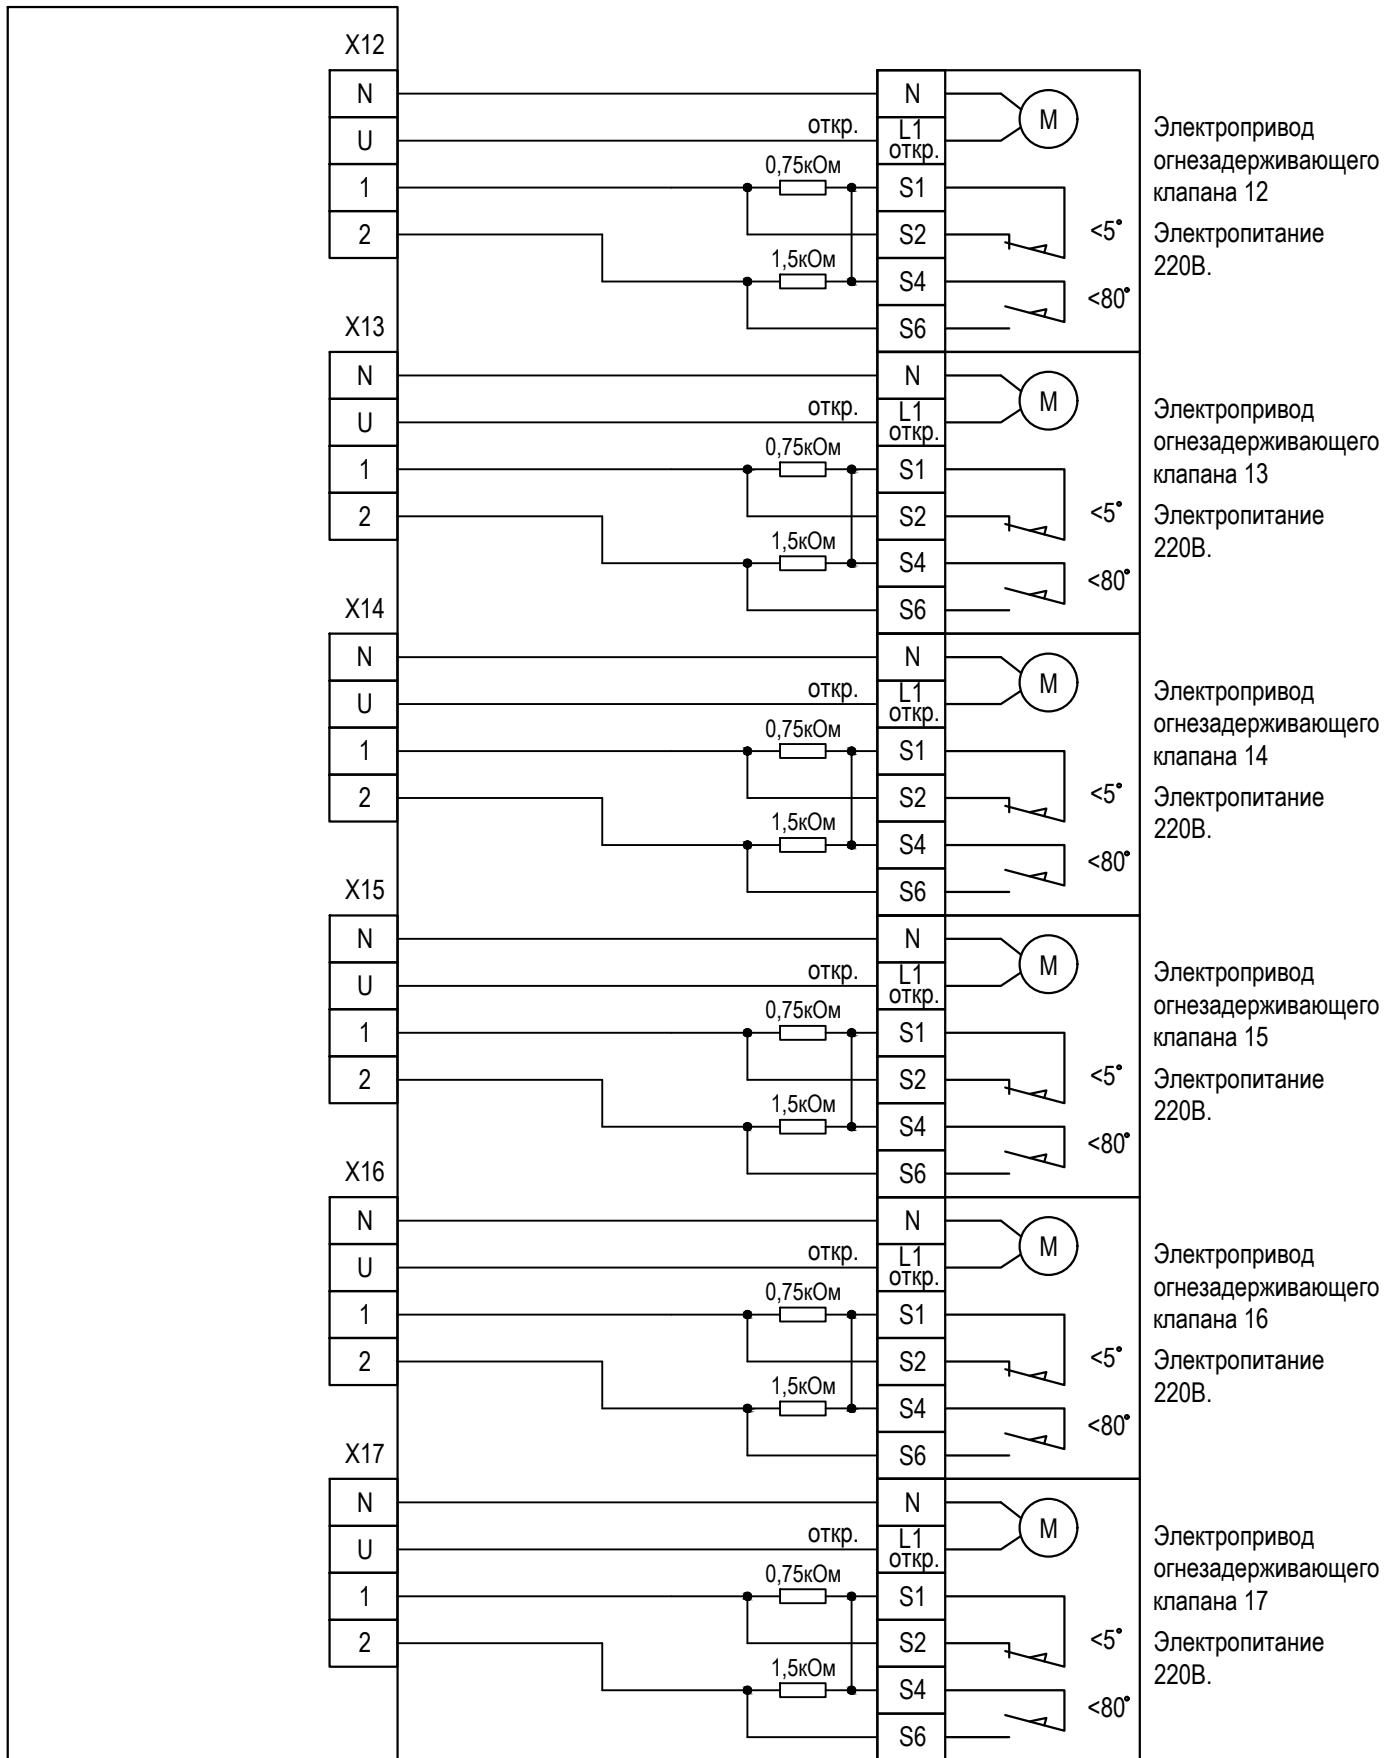 X12
N
U
1
2
откр.
0,75кОм
1,5кОм
N
L1
откр.
S1
S2
S4
S6
M
<5°
<80°
Электропривод
огнезадерживающего
клапана 12
Электропитание
220В.
X13
N
U
1
2
откр.
0,75кОм
1,5кОм
N
L1
откр.
S1
S2
S4
S6
M
<5°
<80°
Электропривод
огнезадерживающего
клапана 13
Электропитание
220В.
X14
N
U
1
2
откр.
0,75кОм
1,5кОм
N
L1
откр.
S1
S2
S4
S6
M
<5°
<80°
Электропривод
огнезадерживающего
клапана 14
Электропитание
220В.
X15
N
U
1
2
откр.
0,75кОм
1,5кОм
N
L1
откр.
S1
S2
S4
S6
M
<5°
<80°
Электропривод
огнезадерживающего
клапана 15
Электропитание
220В.
X16
N
U
1
2
откр.
0,75кОм
1,5кОм
N
L1
откр.
S1
S2
S4
S6
M
<5°
<80°
Электропривод
огнезадерживающего
клапана 16
Электропитание
220В.
X17
N
U
1
2
откр.
0,75кОм
1,5кОм
N
L1
откр.
S1
S2
S4
S6
M
<5°
<80°
Электропривод
огнезадерживающего
клапана 17
Электропитание
220В.